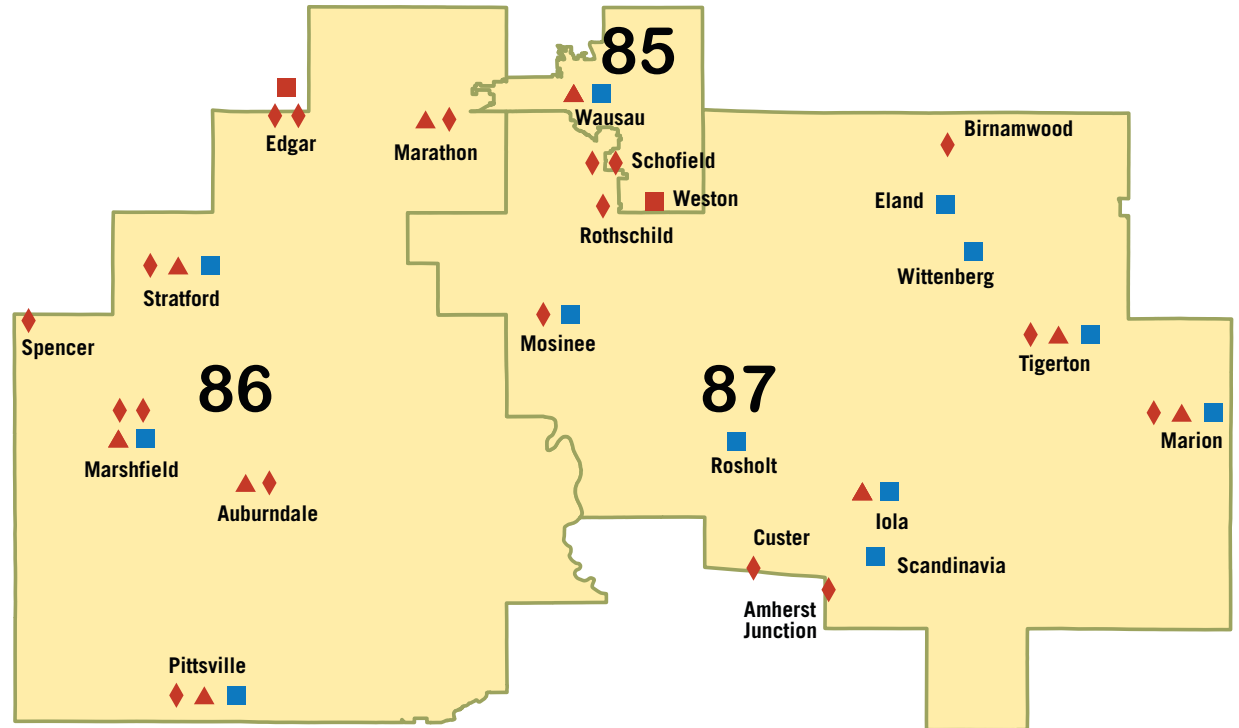 85
Wausau
Birnamwood
Edgar
Marathon
Schofield
Weston
Eland
Rothschild
Wittenberg
Stratford
Mosinee
Spencer
Tigerton
86
87
Marion
Marshfield
Rosholt
Auburndale
Iola
Custer
Scandinavia
Amherst
Junction
Pittsville